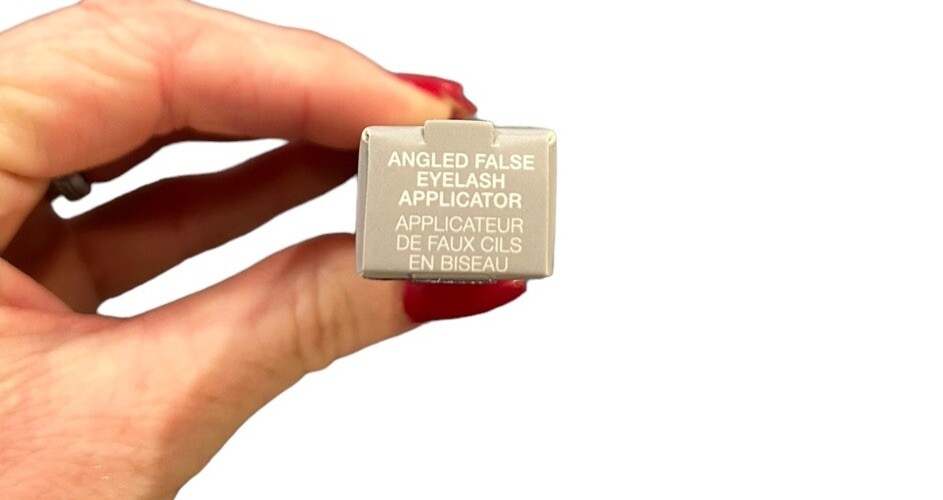 ANGLED FALSE
EYELASH
APPLICATOR
APPLICATEUR
DE FAUX CILS
EN BISEAU